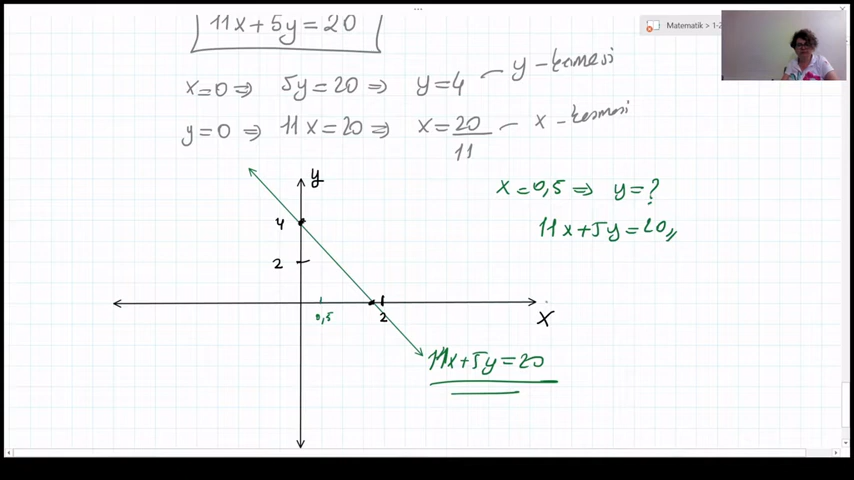 11x + 5y = 20
Matematik > 1-2
x=0 ⇒ 5y=20 ⇒ y=4 — y-kesmesi
y=0 ⇒ 11x=20 ⇒ x=20/11 — x-kesmesi
y
x=0,5 ⇒ y=?
4
11x+5y=20
2
0,5 2
x
11x+5y=20